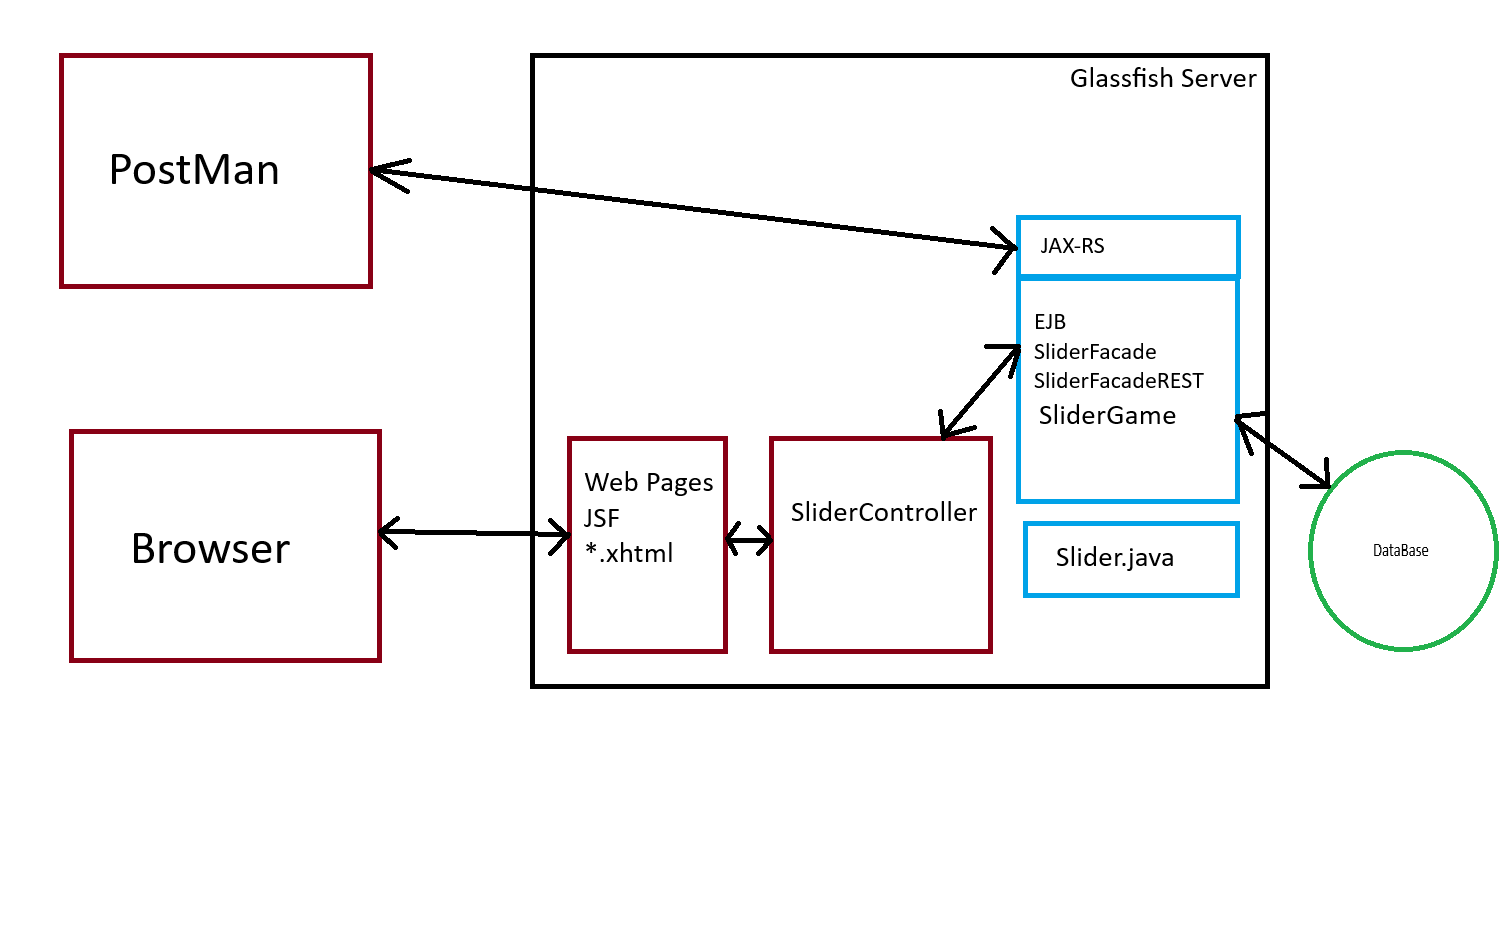 Glassfish Server
PostMan
JAX-RS
EJB
SliderFacade
SliderFacadeREST
SliderGame
Web Pages
JSF
*.xhtml
SliderController
Browser
Slider.java
DataBase